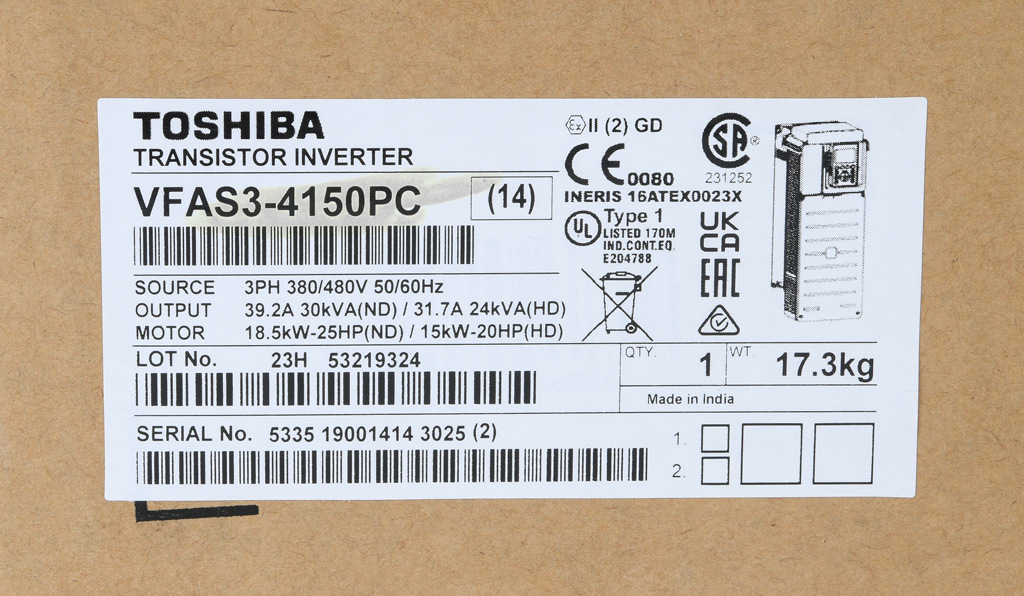 TOSHIBA
TRANSISTOR INVERTER
VFAS3-4150PC (14)
SOURCE 3PH 380/480V 50/60Hz
OUTPUT 39.2A 30kVA(ND) / 31.7A 24kVA(HD)
MOTOR 18.5kW-25HP(ND) / 15kW-20HP(HD)
LOT No. 23H 53219324
SERIAL No. 5335 19001414 3025 (2)
Ex II (2) GD
CE 0080
INERIS 16ATEX0023X
UL Type 1
LISTED 170M
IND.CONT.EQ.
E204788
SA ®
231252
UK
CA
EAC
QTY. 1 WT. 17.3kg
Made in India
1.
2.